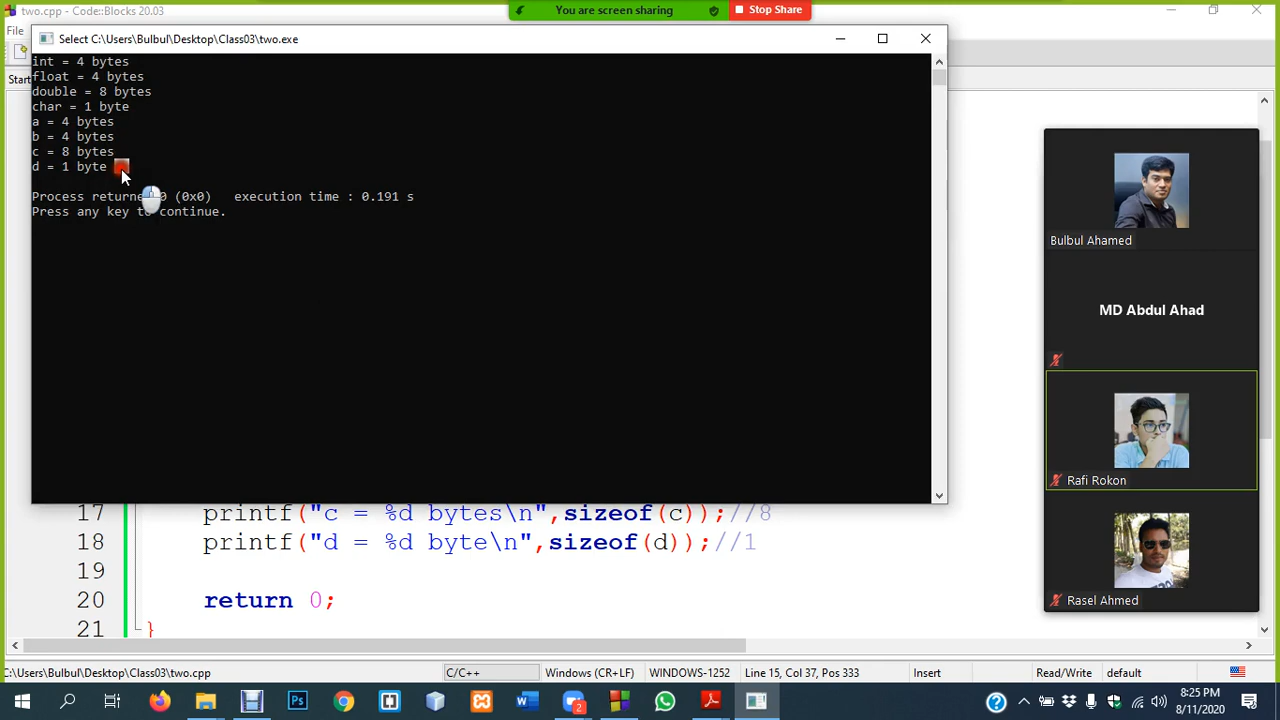 two.cpp - Code::Blocks 20.03
You are screen sharing
Stop Share
File
Select C:\Users\Bulbul\Desktop\Class03\two.exe
Start
int = 4 bytes
float = 4 bytes
double = 8 bytes
char = 1 byte
a = 4 bytes
b = 4 bytes
c = 8 bytes
d = 1 byte
Process returne 0 (0x0) execution time : 0.191 s
Press any key to continue.
Bulbul Ahamed
MD Abdul Ahad
Rafi Rokon
Rasel Ahmed
17 printf("c = %d bytes\n",sizeof(c));//8
18 printf("d = %d byte\n",sizeof(d));//1
19
20 return 0;
21 }
C:\Users\Bulbul\Desktop\Class03\two.cpp C/C++ Windows (CR+LF) WINDOWS-1252 Line 15, Col 37, Pos 333 Insert Read/Write default
Ps
2
8:25 PM
8/11/2020